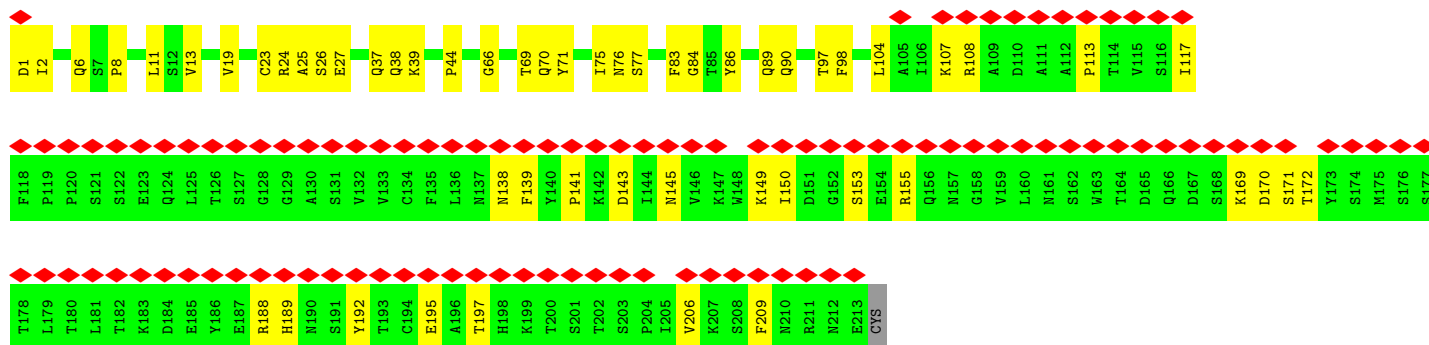 D1 I2 Q6 S7 P8 L11 S12 V13 V19 C23 R24 A25 S26 E27 Q37 Q38 K39 P44 G66 T69 Q70 Y71 I75 N76 S77 F83 G84 T85 Y86 Q89 Q90 T97 F98 L104 A105 I106 K107 R108 A109 D110 A111 A112 P113 T114 V115 S116 I117
F118 P119 P120 S121 S122 E123 Q124 L125 T126 S127 G128 G129 A130 S131 V132 V133 C134 F135 L136 N137 N138 F139 Y140 P141 K142 D143 I144 N145 V146 K147 W148 K149 I150 D151 G152 S153 E154 R155 Q156 N157 G158 V159 L160 N161 S162 W163 T164 D165 Q166 D167 S168 K169 D170 S171 T172 Y173 S174 M175 S176 S177
T178 L179 T180 L181 T182 K183 D184 E185 Y186 E187 R188 H189 N190 S191 Y192 T193 C194 E195 A196 T197 H198 K199 T200 S201 T202 S203 P204 I205 V206 K207 S208 F209 N210 R211 N212 E213 CYS